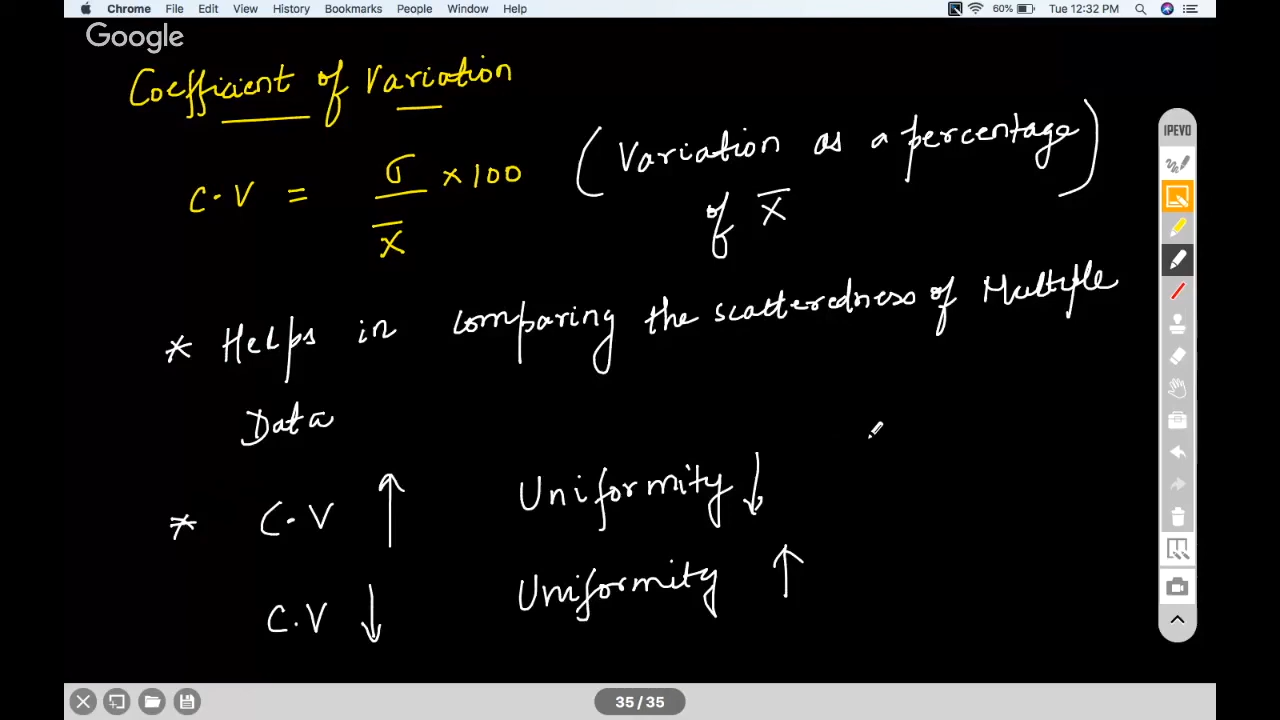 Chrome File Edit View History Bookmarks People Window Help 60% Tue 12:32 PM
Google
Coefficient of Variation
C.V = σ / x̄ × 100 (Variation as a percentage
of x̄
IPEVO
* Helps in comparing the scatteredness of Multiple
Data
* C.V ↑ Uniformity ↓
C.V ↓ Uniformity ↑
35 / 35